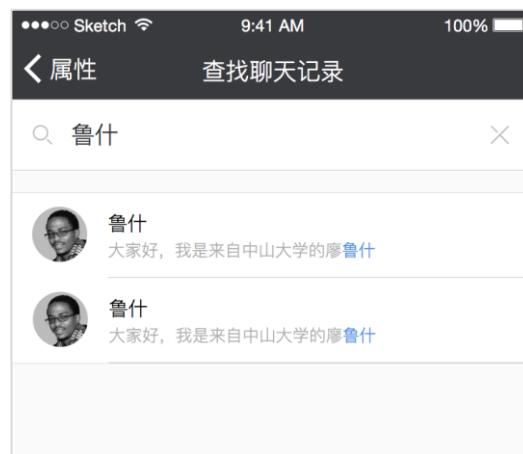 Sketch 9:41 AM 100%
属性 查找聊天记录
鲁什
鲁什
大家好，我是来自中山大学的廖鲁什
鲁什
大家好，我是来自中山大学的廖鲁什